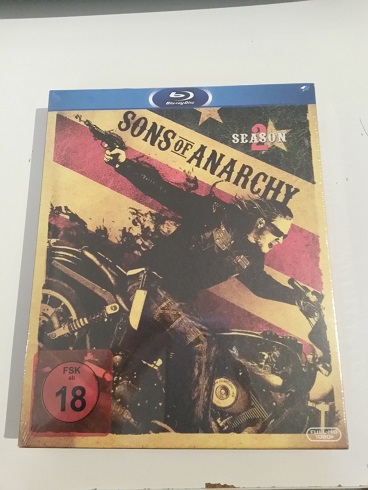 Blu-ray Disc
SONS OF ANARCHY
SEASON 2
FSK
ab
18